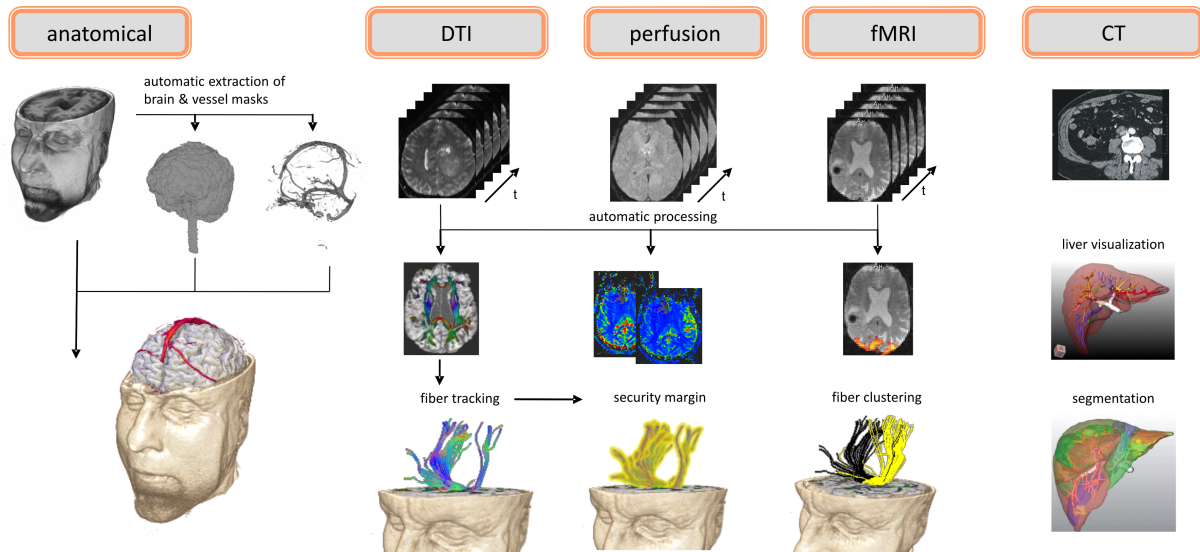 anatomical
DTI
perfusion
fMRI
CT
automatic extraction of
brain & vessel masks
t
t
t
automatic processing
liver visualization
fiber tracking
security margin
fiber clustering
segmentation